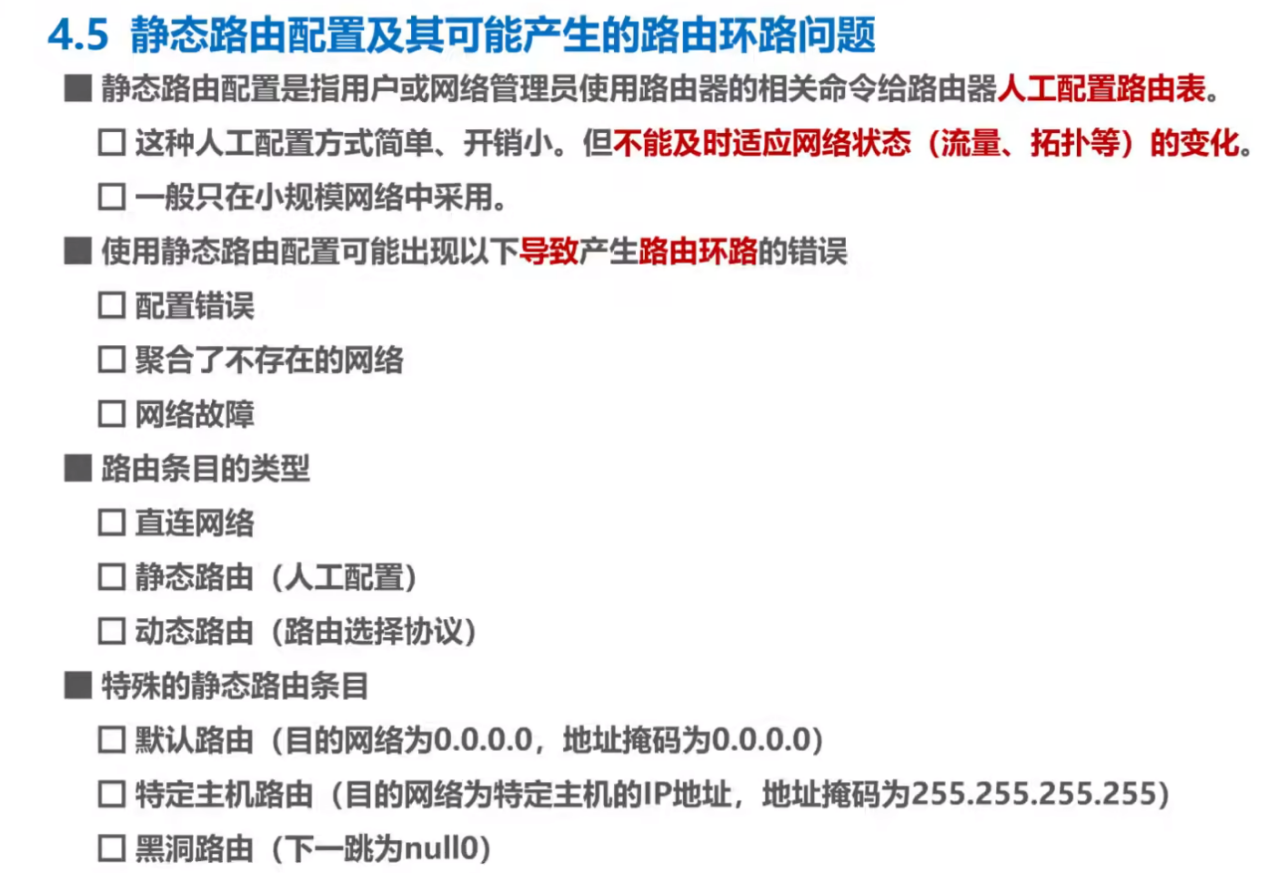 4.5 静态路由配置及其可能产生的路由环路问题
■ 静态路由配置是指用户或网络管理员使用路由器的相关命令给路由器人工配置路由表。
□ 这种人工配置方式简单、开销小。但不能及时适应网络状态（流量、拓扑等）的变化。
□ 一般只在小规模网络中采用。
■ 使用静态路由配置可能出现以下导致产生路由环路的错误
□ 配置错误
□ 聚合了不存在的网络
□ 网络故障
■ 路由条目的类型
□ 直连网络
□ 静态路由（人工配置）
□ 动态路由（路由选择协议）
■ 特殊的静态路由条目
□ 默认路由（目的网络为0.0.0.0，地址掩码为0.0.0.0）
□ 特定主机路由（目的网络为特定主机的IP地址，地址掩码为255.255.255.255）
□ 黑洞路由（下一跳为null0）